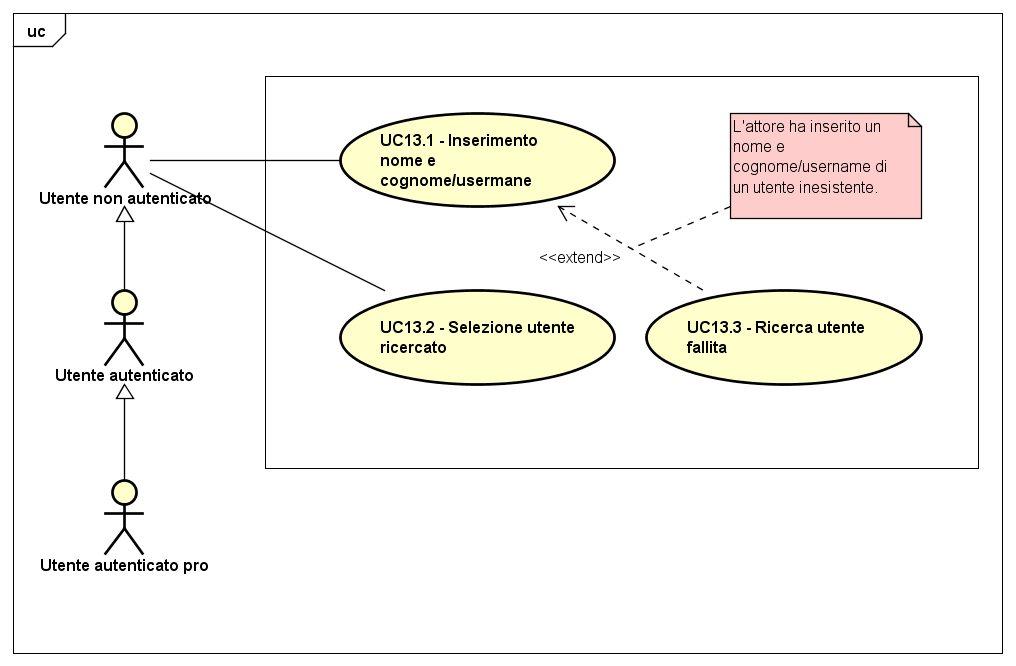 uc
UC13.1 - Inserimento
nome e
cognome/usermane
L'attore ha inserito un
nome e
cognome/username di
un utente inesistente.
Utente non autenticato
<<extend>>
UC13.2 - Selezione utente
ricercato
UC13.3 - Ricerca utente
fallita
Utente autenticato
Utente autenticato pro